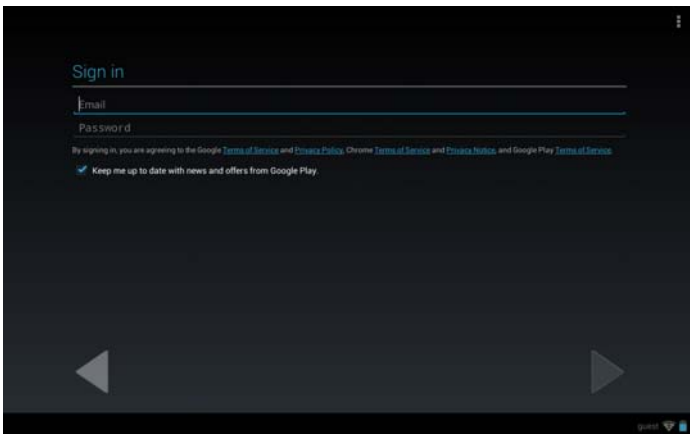 Sign in
Email
Password
By signing in, you are agreeing to the Google Terms of Service and Privacy Policy, Chrome Terms of Service and Privacy Notice, and Google Play Terms of Service.
Keep me up to date with news and offers from Google Play.
guest